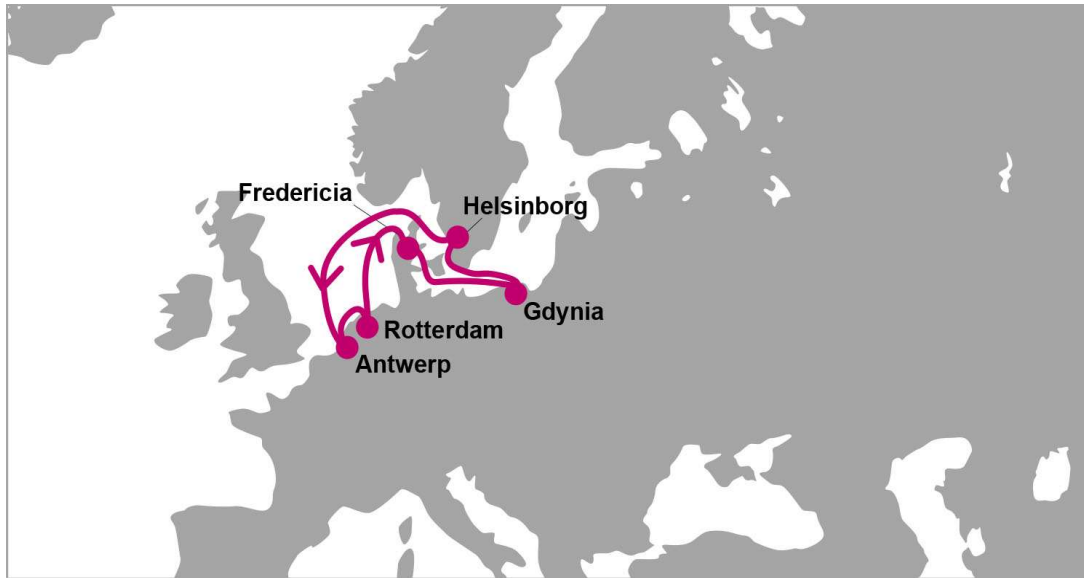 Fredericia
Helsinborg
Gdynia
Rotterdam
Antwerp